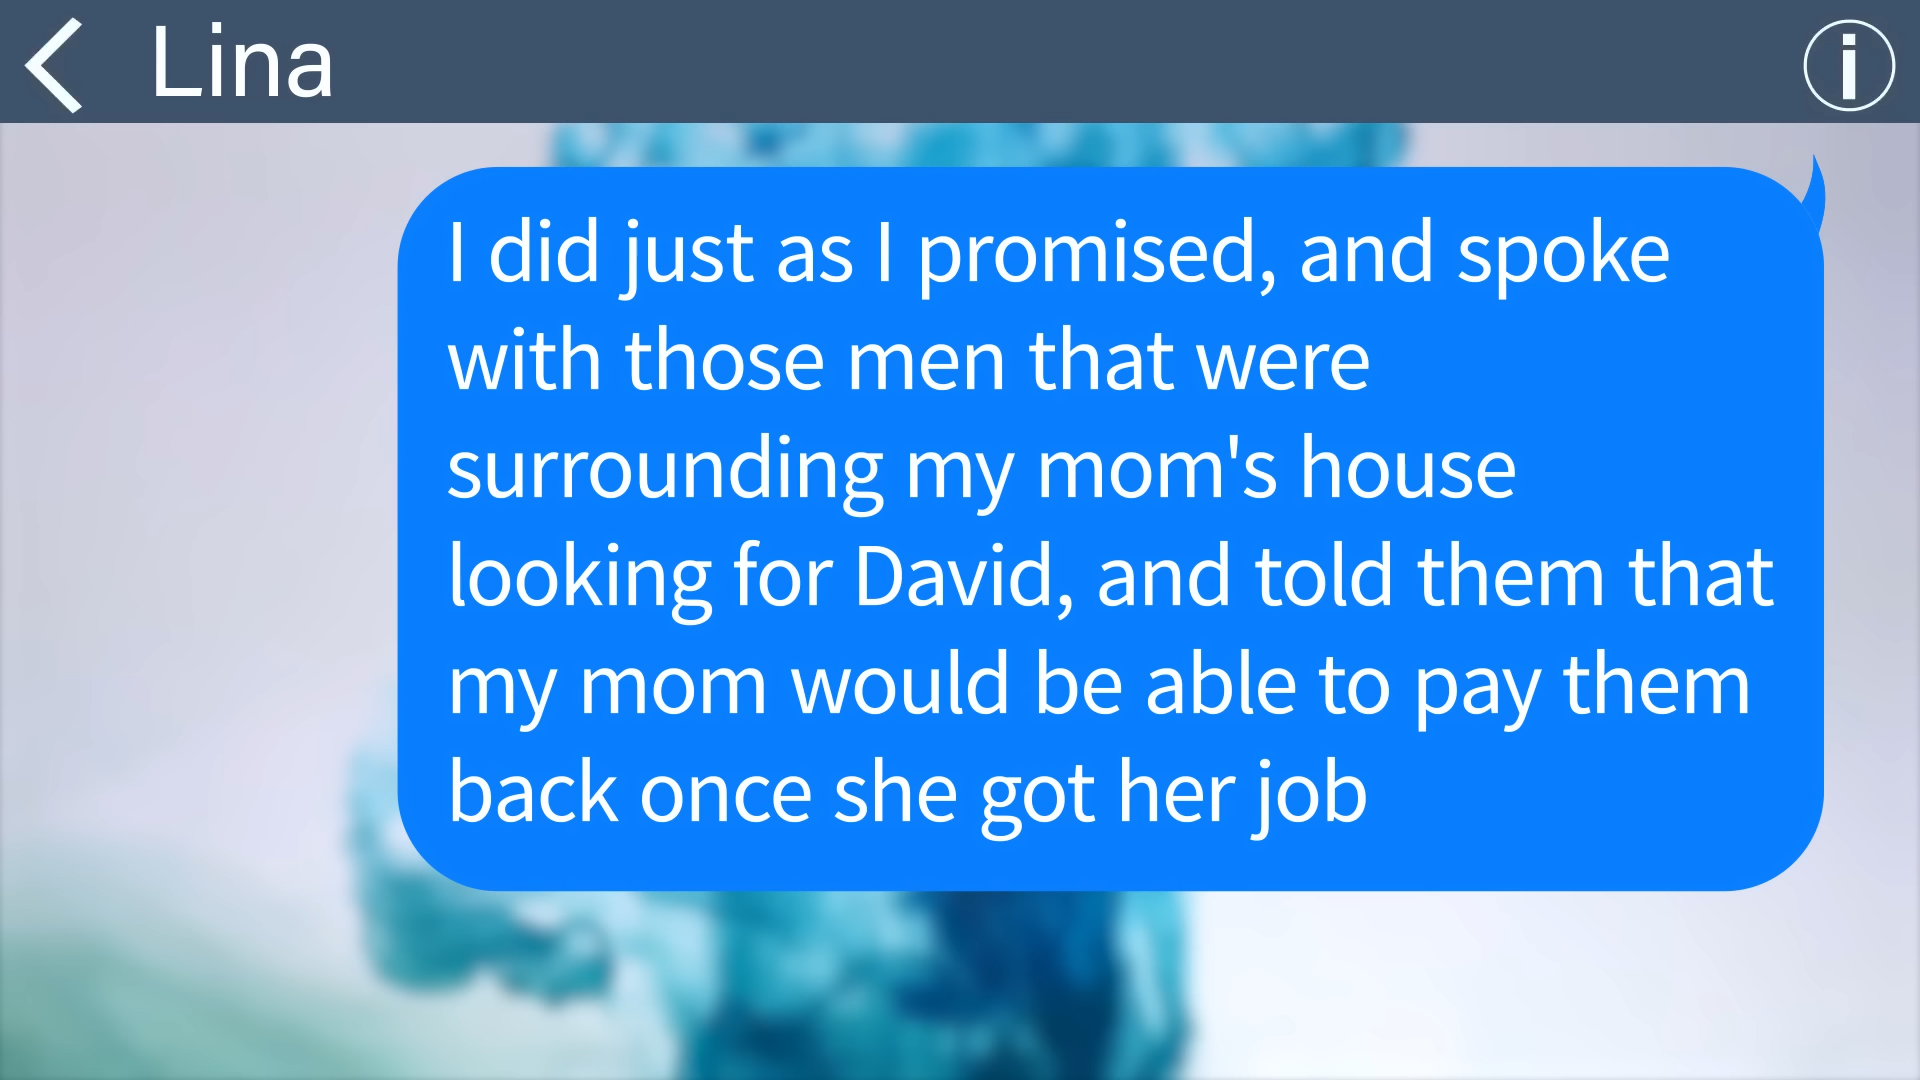 Lina
I did just as I promised, and spoke
with those men that were
surrounding my mom's house
looking for David, and told them that
my mom would be able to pay them
back once she got her job